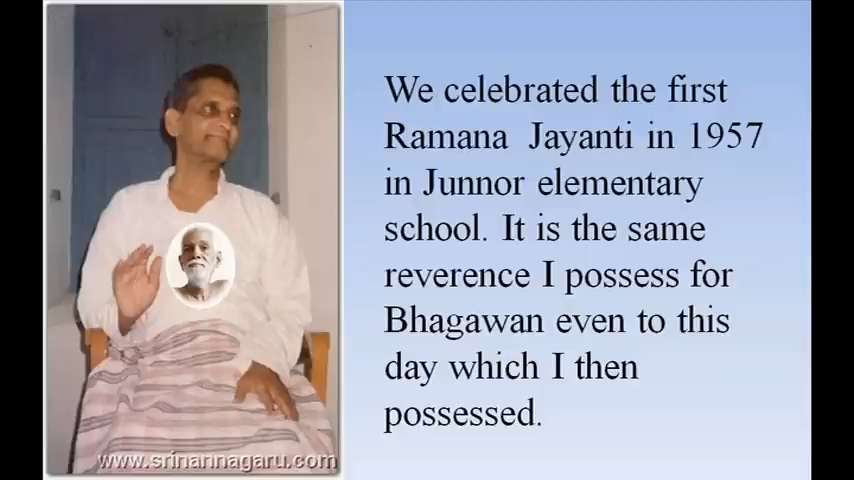 We celebrated the first
Ramana Jayanti in 1957
in Junnor elementary
school. It is the same
reverence I possess for
Bhagawan even to this
day which I then
possessed.
www.srinannagaru.com